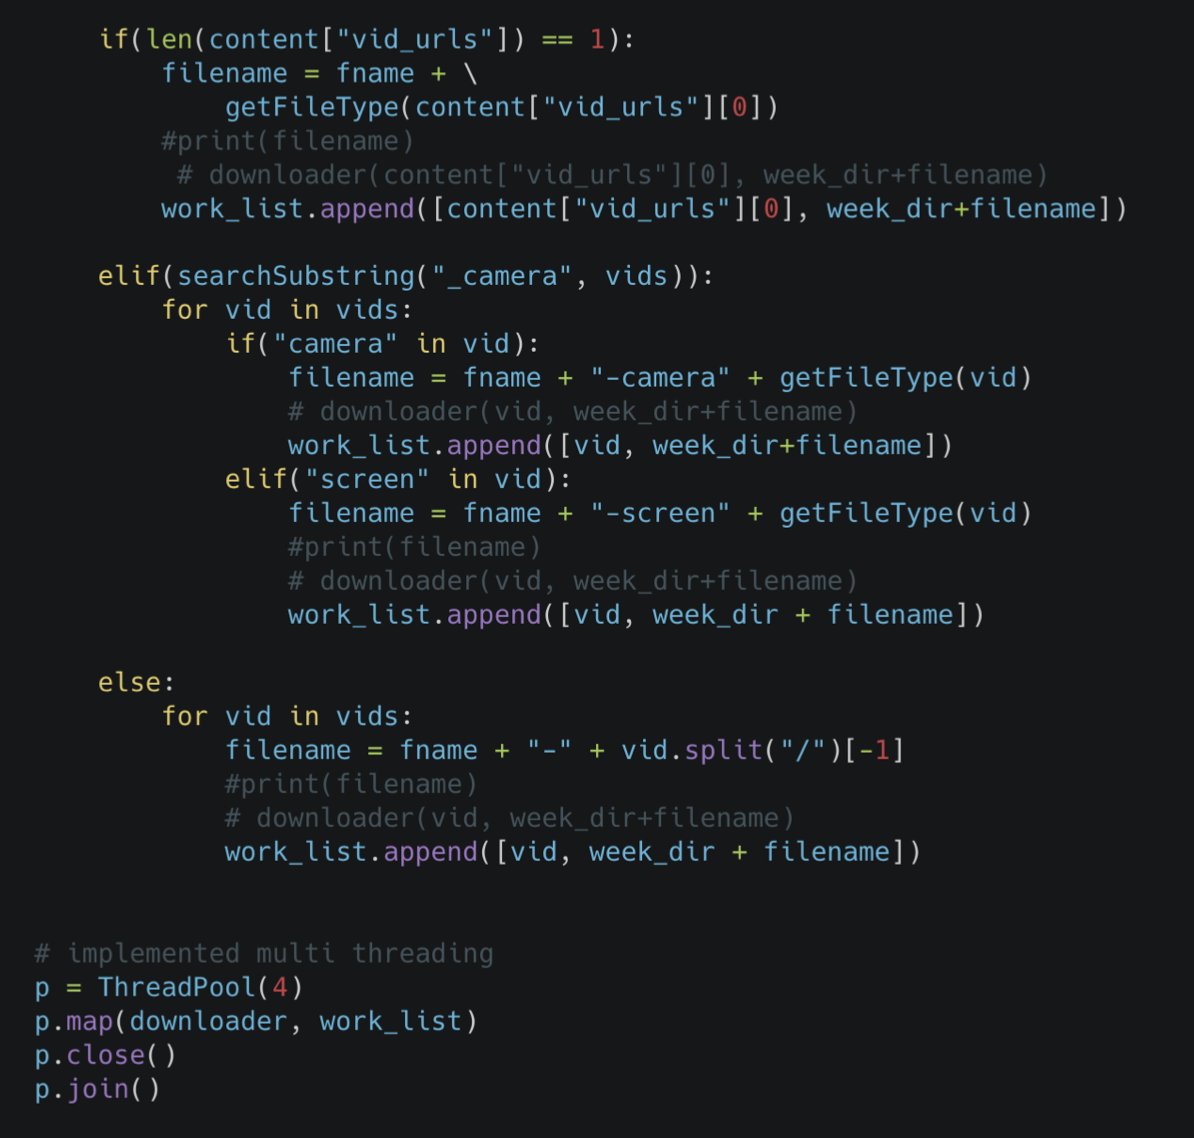 if(len(content["vid_urls"]) == 1):
filename = fname + \
getFileType(content["vid_urls"][0])
#print(filename)
# downloader(content["vid_urls"][0], week_dir+filename)
work_list.append([content["vid_urls"][0], week_dir+filename])
elif(searchSubstring("_camera", vids)):
for vid in vids:
if("camera" in vid):
filename = fname + "-camera" + getFileType(vid)
# downloader(vid, week_dir+filename)
work_list.append([vid, week_dir+filename])
elif("screen" in vid):
filename = fname + "-screen" + getFileType(vid)
#print(filename)
# downloader(vid, week_dir+filename)
work_list.append([vid, week_dir + filename])
else:
for vid in vids:
filename = fname + "-" + vid.split("/")[-1]
#print(filename)
# downloader(vid, week_dir+filename)
work_list.append([vid, week_dir + filename])
# implemented multi threading
p = ThreadPool(4)
p.map(downloader, work_list)
p.close()
p.join()